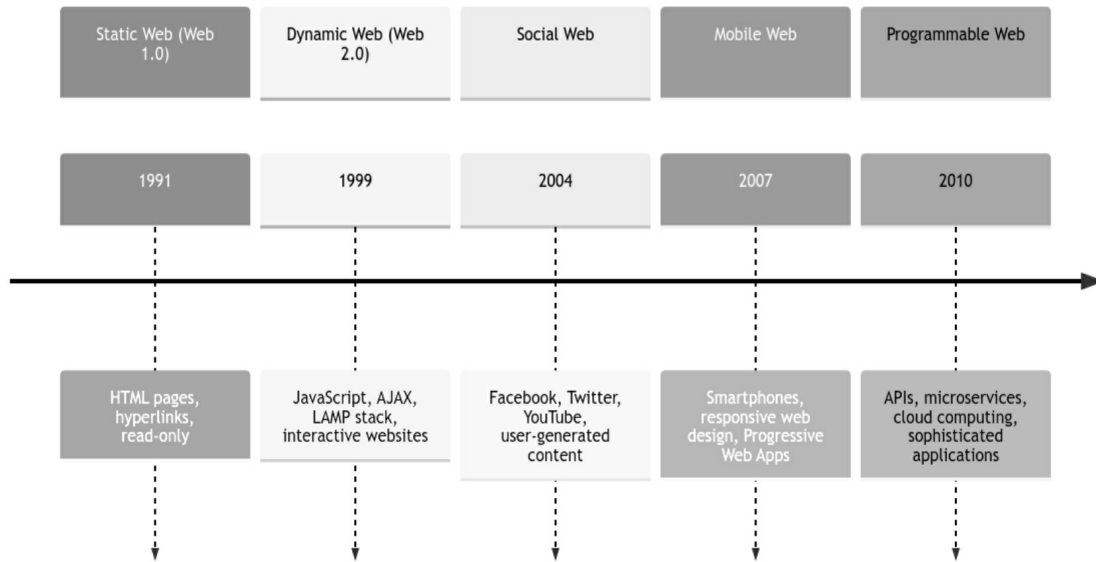 Static Web (Web
1.0)
Dynamic Web (Web
2.0)
Social Web
Mobile Web
Programmable Web
1991
1999
2004
2007
2010
HTML pages,
hyperlinks,
read-only
JavaScript, AJAX,
LAMP stack,
interactive websites
Facebook, Twitter,
YouTube,
user-generated
content
Smartphones,
responsive web
design, Progressive
Web Apps
APIs, microservices,
cloud computing,
sophisticated
applications